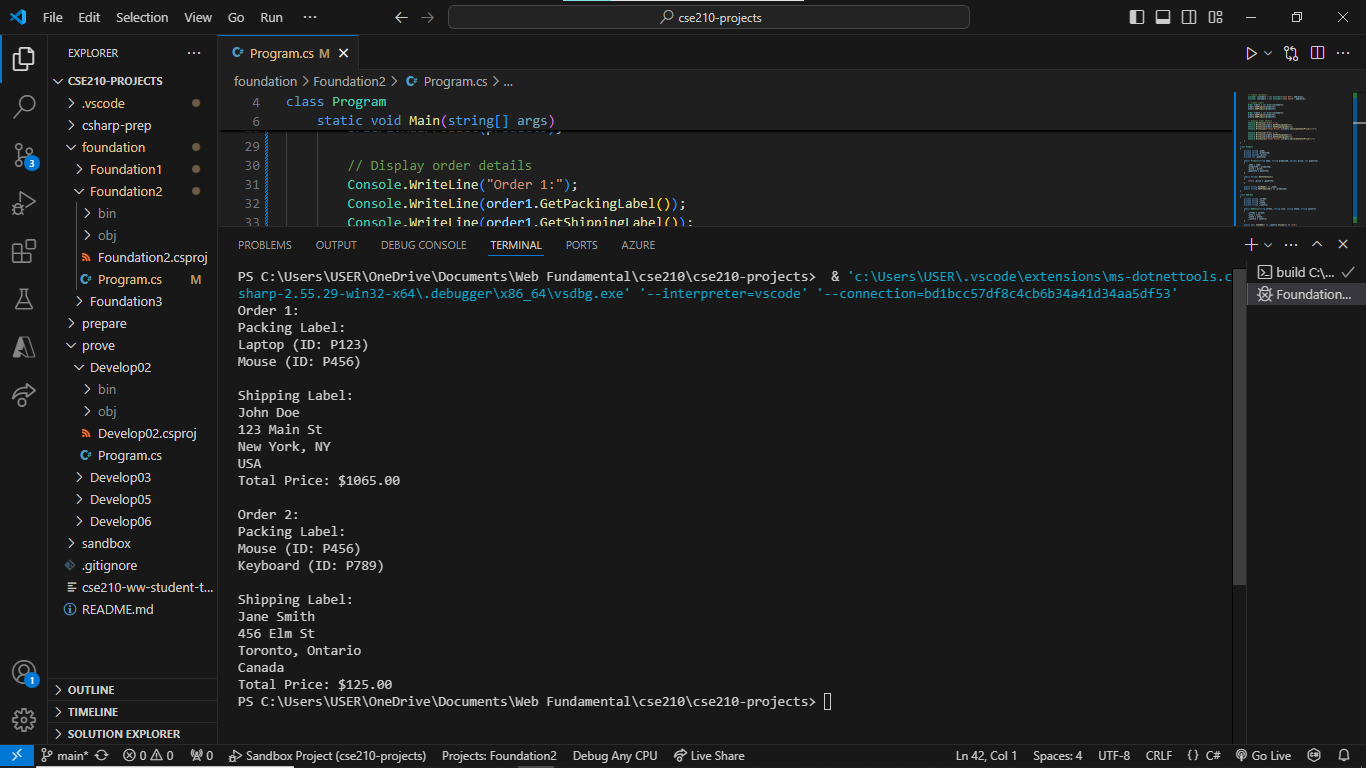 File Edit Selection View Go Run ··· cse210-projects
EXPLORER ···
CSE210-PROJECTS
.vscode
csharp-prep
foundation
Foundation1
Foundation2
bin
obj
Foundation2.csproj
Program.cs M
Foundation3
prepare
prove
Develop02
bin
obj
Develop02.csproj
Program.cs
Develop03
Develop05
Develop06
sandbox
.gitignore
cse210-ww-student-t...
README.md
OUTLINE
TIMELINE
SOLUTION EXPLORER
3
1
Program.cs M
foundation > Foundation2 > Program.cs > ...
4 class Program
6 static void Main(string[] args)
29
30 // Display order details
31 Console.WriteLine("Order 1:");
32 Console.WriteLine(order1.GetPackingLabel());
33 Console.WriteLine(order1.GetShippingLabel());
PROBLEMS OUTPUT DEBUG CONSOLE TERMINAL PORTS AZURE
PS C:\Users\USER\OneDrive\Documents\Web Fundamental\cse210\cse210-projects> & 'c:\Users\USER\.vscode\extensions\ms-dotnettools.c
sharp-2.55.29-win32-x64\.debugger\x86_64\vsdbg.exe' '--interpreter=vscode' '--connection=bd1bcc57df8c4cb6b34a41d34aa5df53'
Order 1:
Packing Label:
Laptop (ID: P123)
Mouse (ID: P456)
Shipping Label:
John Doe
123 Main St
New York, NY
USA
Total Price: $1065.00
Order 2:
Packing Label:
Mouse (ID: P456)
Keyboard (ID: P789)
Shipping Label:
Jane Smith
456 Elm St
Toronto, Ontario
Canada
Total Price: $125.00
PS C:\Users\USER\OneDrive\Documents\Web Fundamental\cse210\cse210-projects>
build C:\...
Foundation...
main* 0 0 0 Sandbox Project (cse210-projects) Projects: Foundation2 Debug Any CPU Live Share Ln 42, Col 1 Spaces: 4 UTF-8 CRLF { } C# Go Live